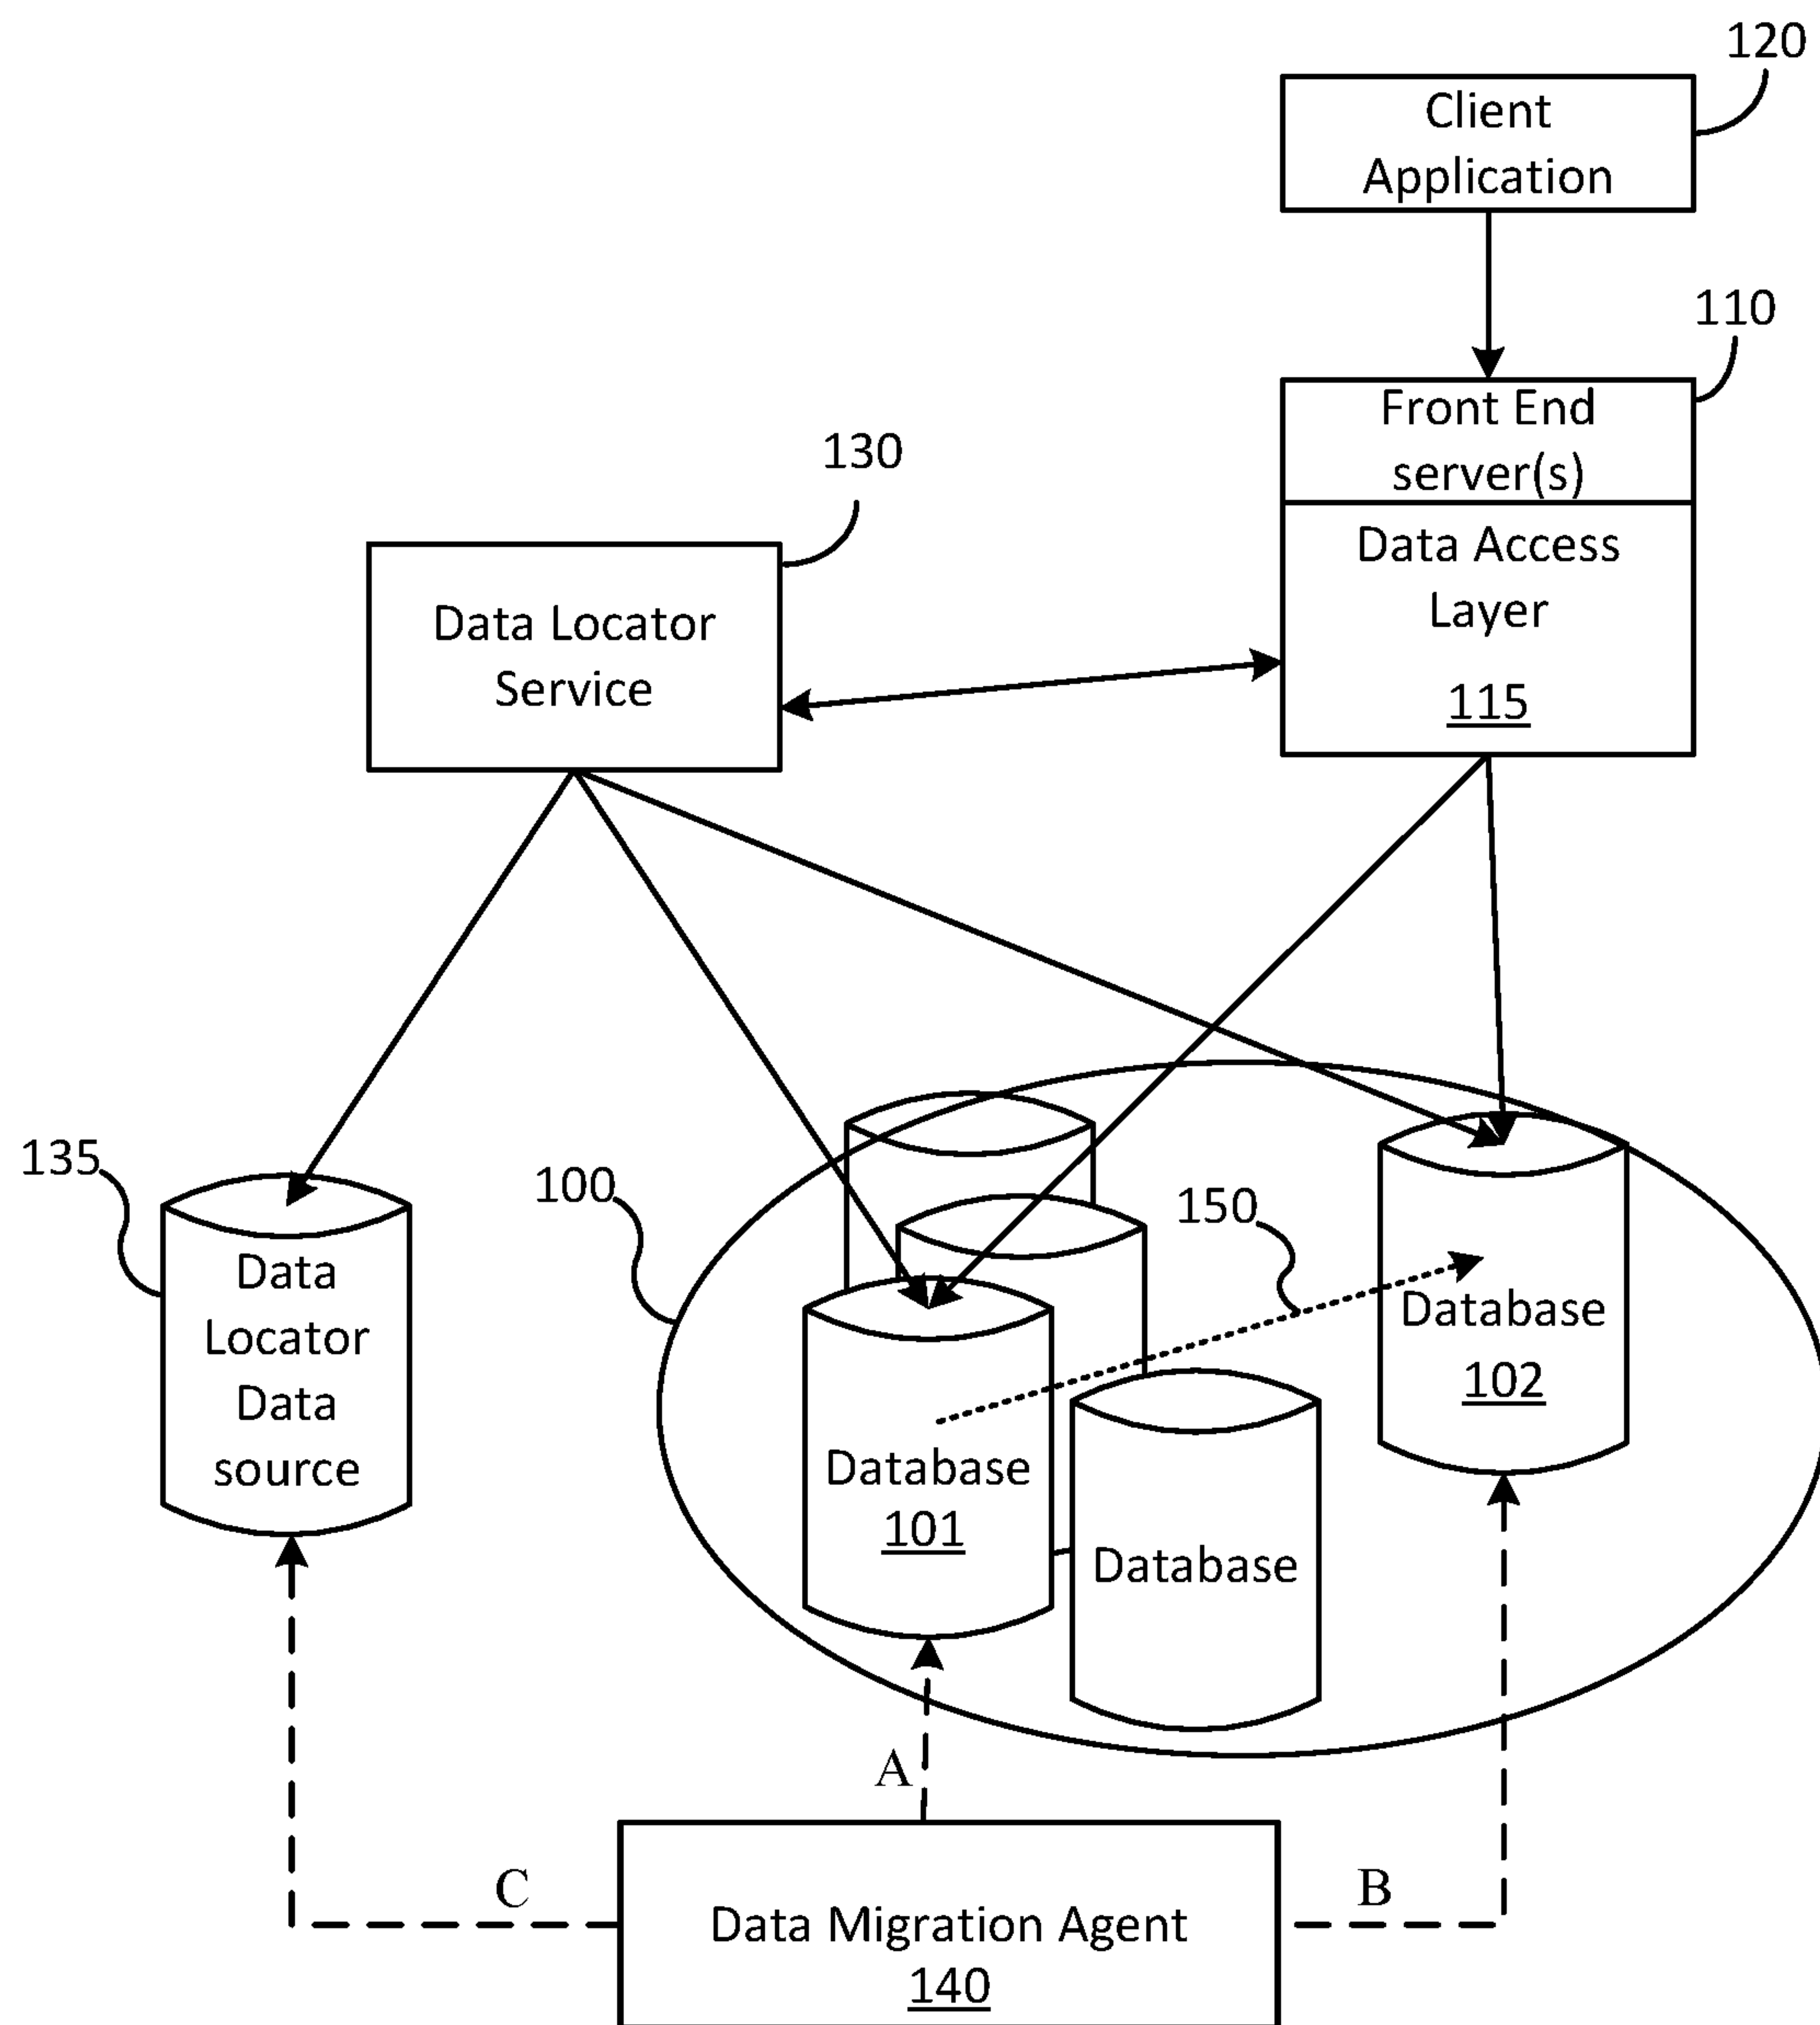 120
Client
Application
110
Front End
server(s)
130
Data Access
Layer
115
Data Locator
Service
135
100
150
Data
Locator
Data
source
Database
102
Database
101
Database
A
C
B
Data Migration Agent
140